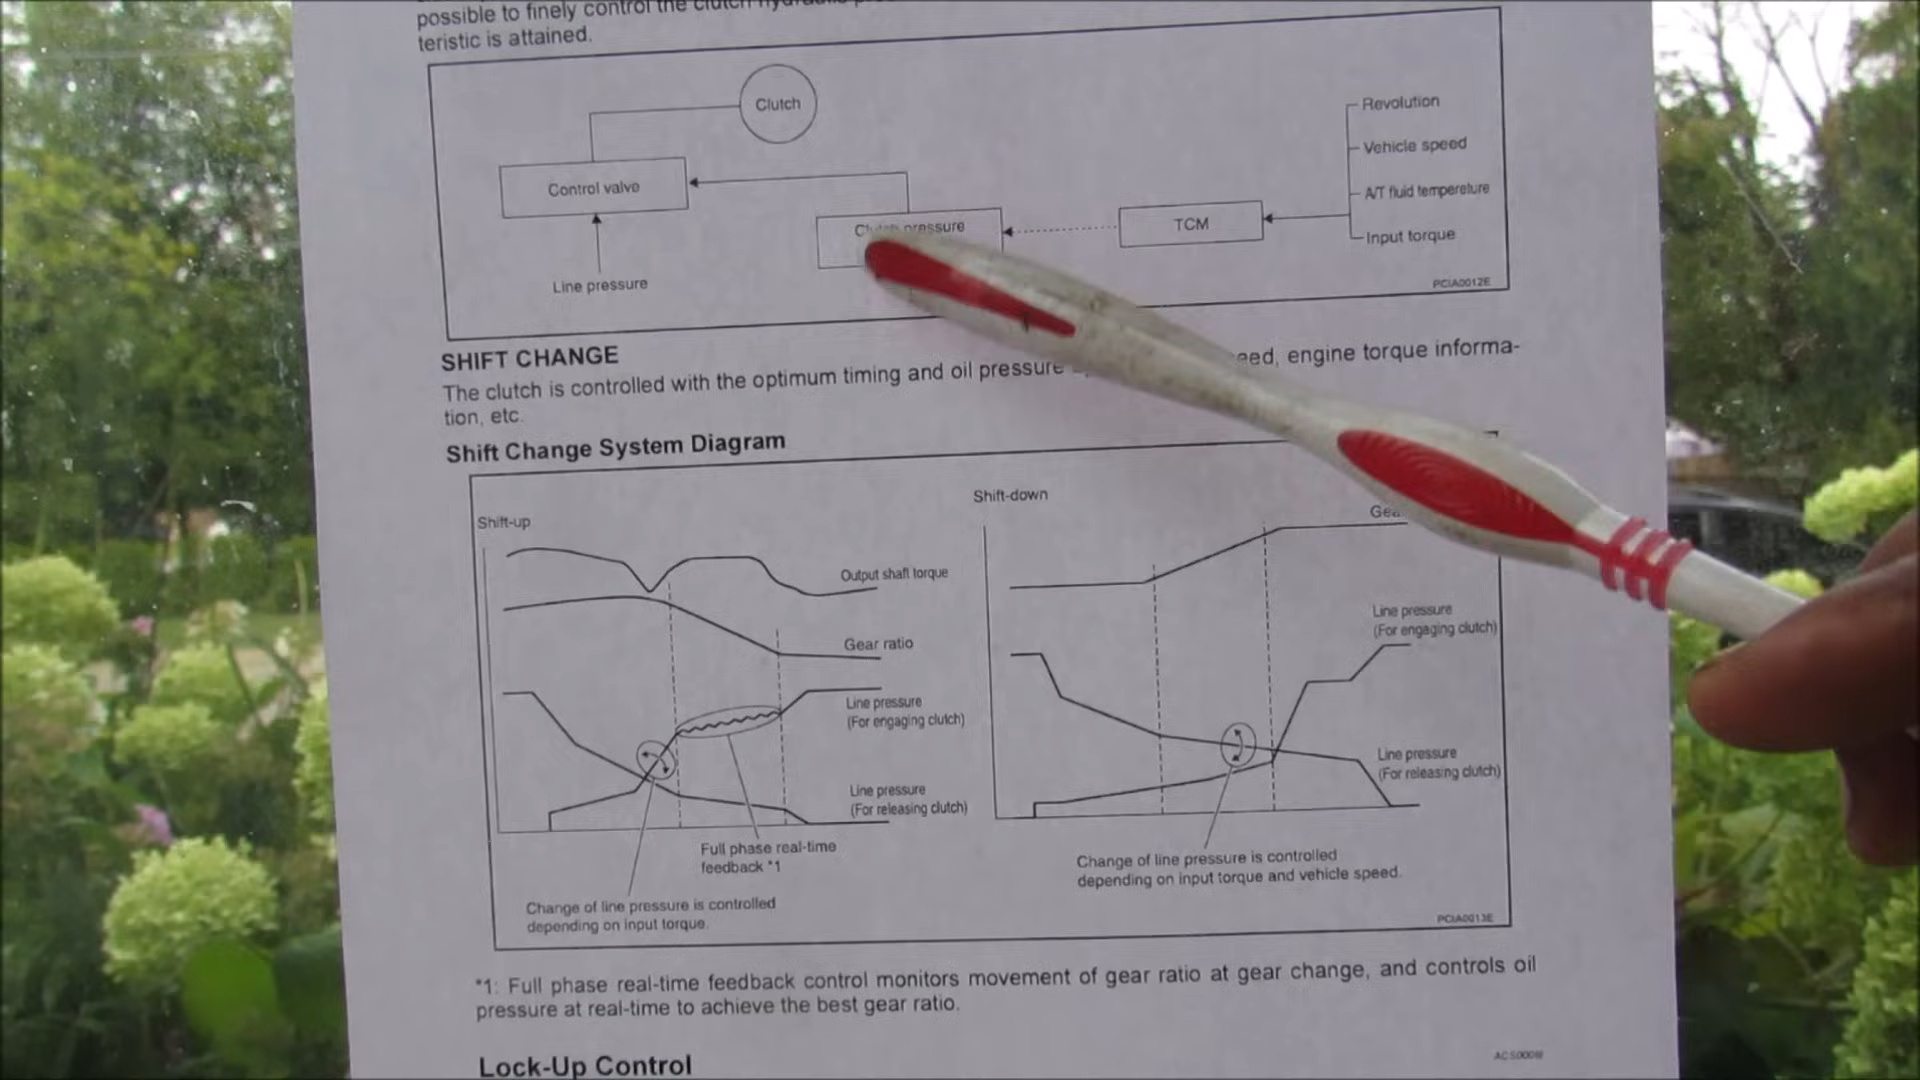 possible to finely control the clutch
teristic is attained.
Clutch
Revolution
Vehicle speed
Control valve
A/T fluid tempereture
Clutch pressure
TCM
Input torque
Line pressure
PCIA0012E
SHIFT CHANGE
The clutch is controlled with the optimum timing and oil pressure engine torque informa-
tion, etc.
Shift Change System Diagram
Shift-up
Shift-down
Output shaft torque
Gear ratio
Line pressure
(For engaging clutch)
Line pressure
(For releasing clutch)
Full phase real-time
feedback *1
Change of line pressure is controlled
depending on input torque.
Line pressure
(For engaging clutch)
Line pressure
(For releasing clutch)
Change of line pressure is controlled
depending on input torque and vehicle speed.
PCIA0013E
*1: Full phase real-time feedback control monitors movement of gear ratio at gear change, and controls oil
pressure at real-time to achieve the best gear ratio.
Lock-Up Control